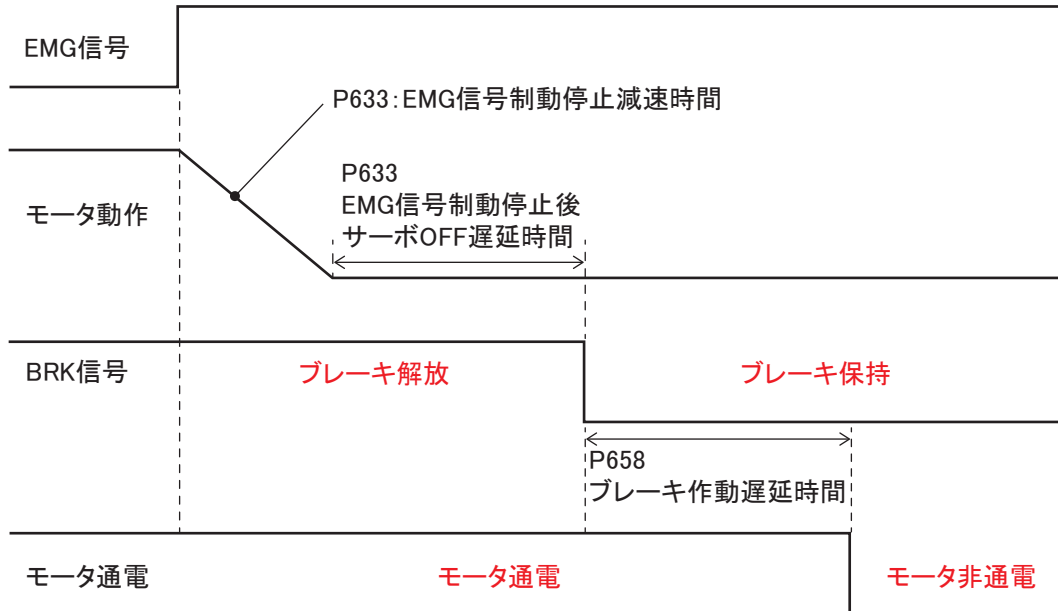 EMG信号
P633：EMG信号制動停止減速時間
P633
EMG信号制動停止後
サーボOFF遅延時間
モータ動作
BRK信号
ブレーキ解放
ブレーキ保持
P658
ブレーキ作動遅延時間
モータ通電
モータ通電
モータ非通電